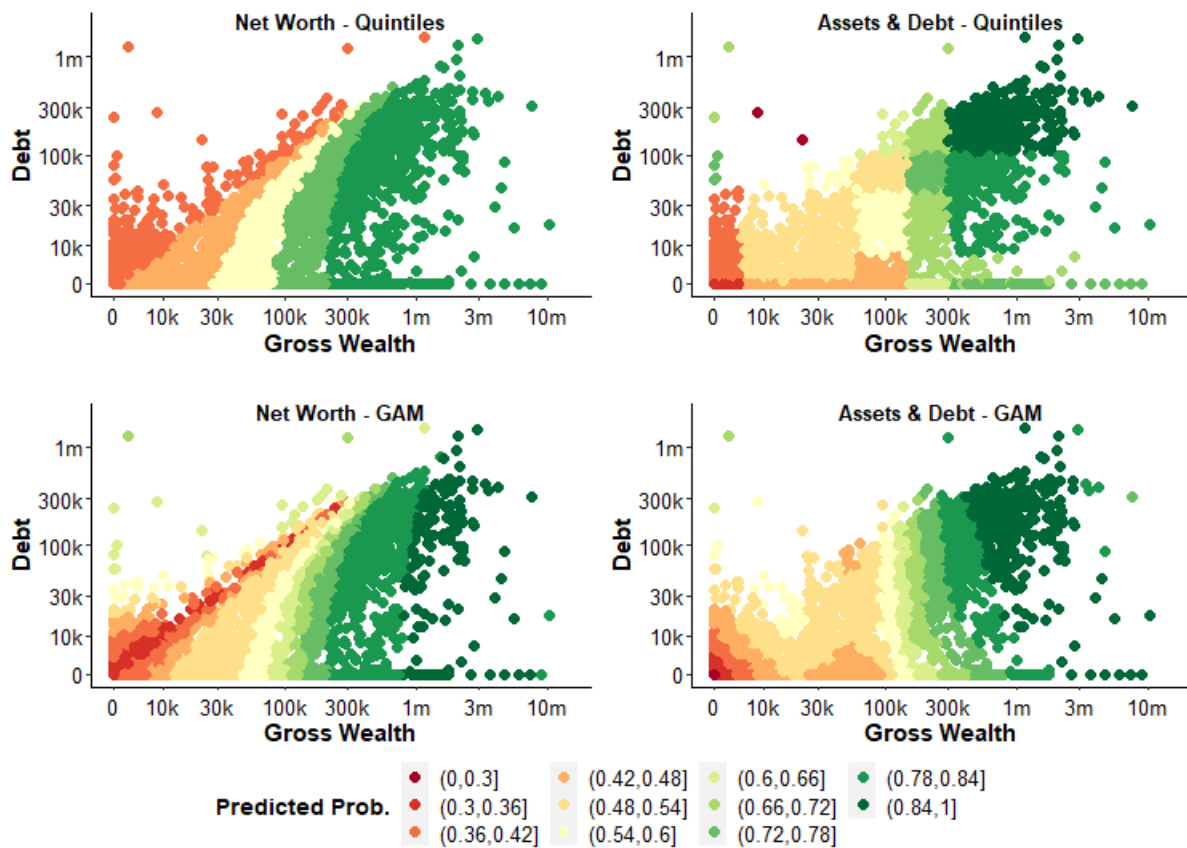 Net Worth - Quintiles
Debt
1m
300k
100k
30k
10k
0
0 10k 30k 100k 300k 1m 3m 10m
Gross Wealth
Assets & Debt - Quintiles
Debt
1m
300k
100k
30k
10k
0
0 10k 30k 100k 300k 1m 3m 10m
Gross Wealth
Net Worth - GAM
Debt
1m
300k
100k
30k
10k
0
0 10k 30k 100k 300k 1m 3m 10m
Gross Wealth
Assets & Debt - GAM
Debt
1m
300k
100k
30k
10k
0
0 10k 30k 100k 300k 1m 3m 10m
Gross Wealth
Predicted Prob.
(0,0.3]
(0.3,0.36]
(0.36,0.42]
(0.42,0.48]
(0.48,0.54]
(0.54,0.6]
(0.6,0.66]
(0.66,0.72]
(0.72,0.78]
(0.78,0.84]
(0.84,1]